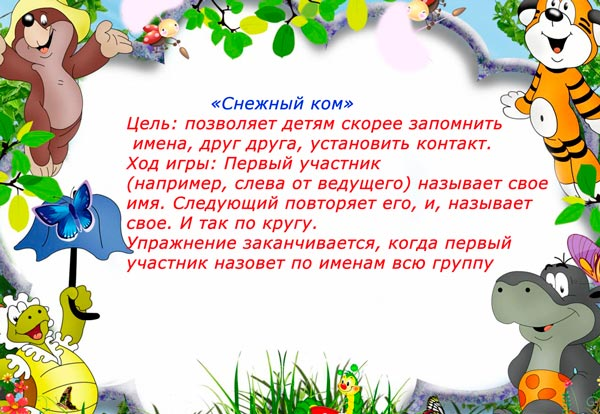 «Снежный ком»
Цель: позволяет детям скорее запомнить
имена, друг друга, установить контакт.
Ход игры: Первый участник
(например, слева от ведущего) называет свое
имя. Следующий повторяет его, и, называет
свое. И так по кругу.
Упражнение заканчивается, когда первый
участник назовет по именам всю группу